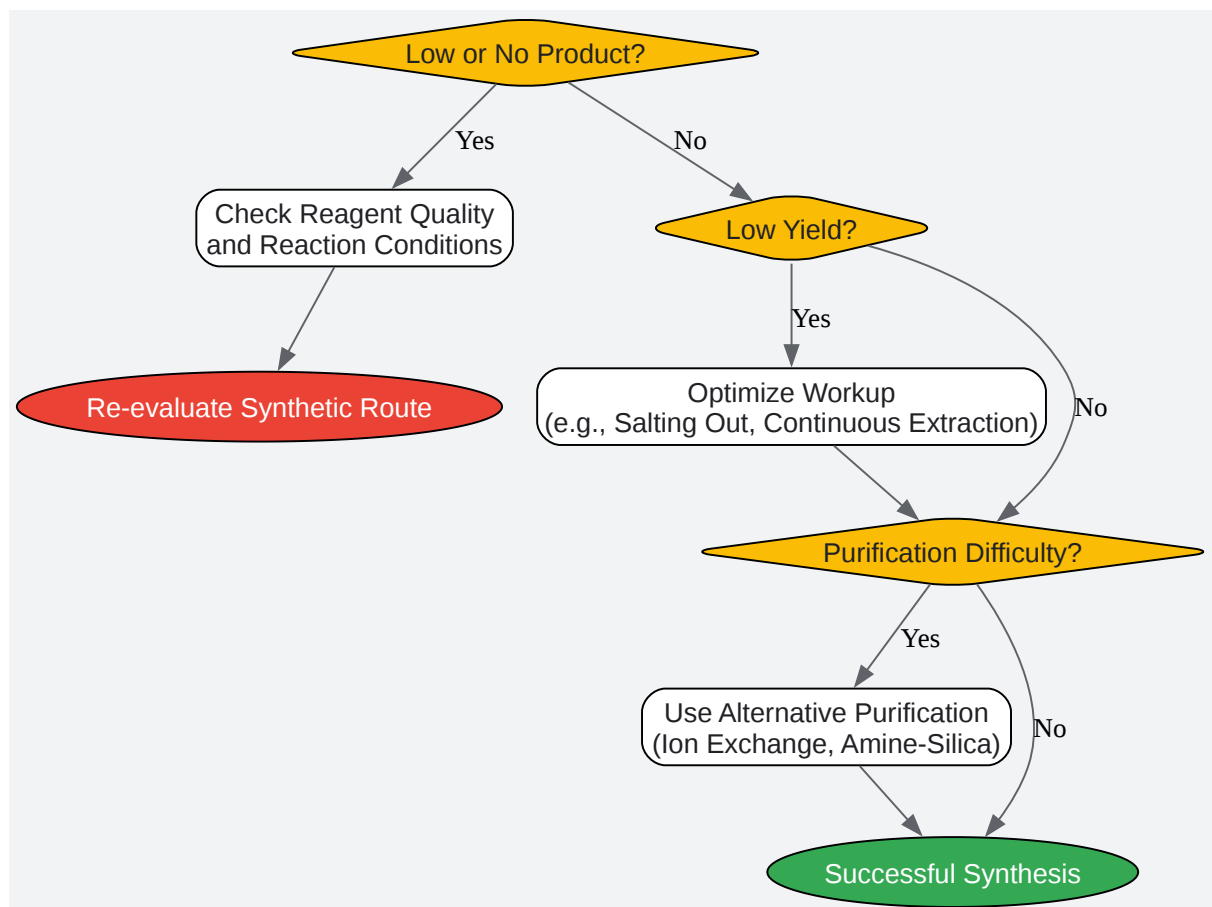 Low or No Product?
Yes
No
Check Reagent Quality
and Reaction Conditions
Low Yield?
Yes
Re-evaluate Synthetic Route
Optimize Workup
(e.g., Salting Out, Continuous Extraction)
No
Purification Difficulty?
Yes
Use Alternative Purification
(Ion Exchange, Amine-Silica)
No
Successful Synthesis